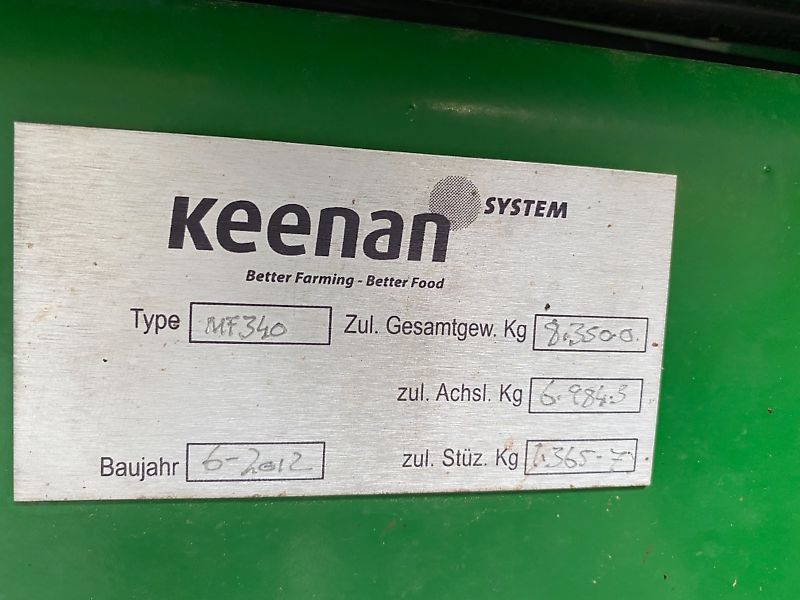 Keenan SYSTEM
Better Farming - Better Food
Type MF340 Zul. Gesamtgew. Kg 8.350.0.
zul. Achsl. Kg 6.984.3
Baujahr 6-2012 zul. Stüz. Kg 1.365-7